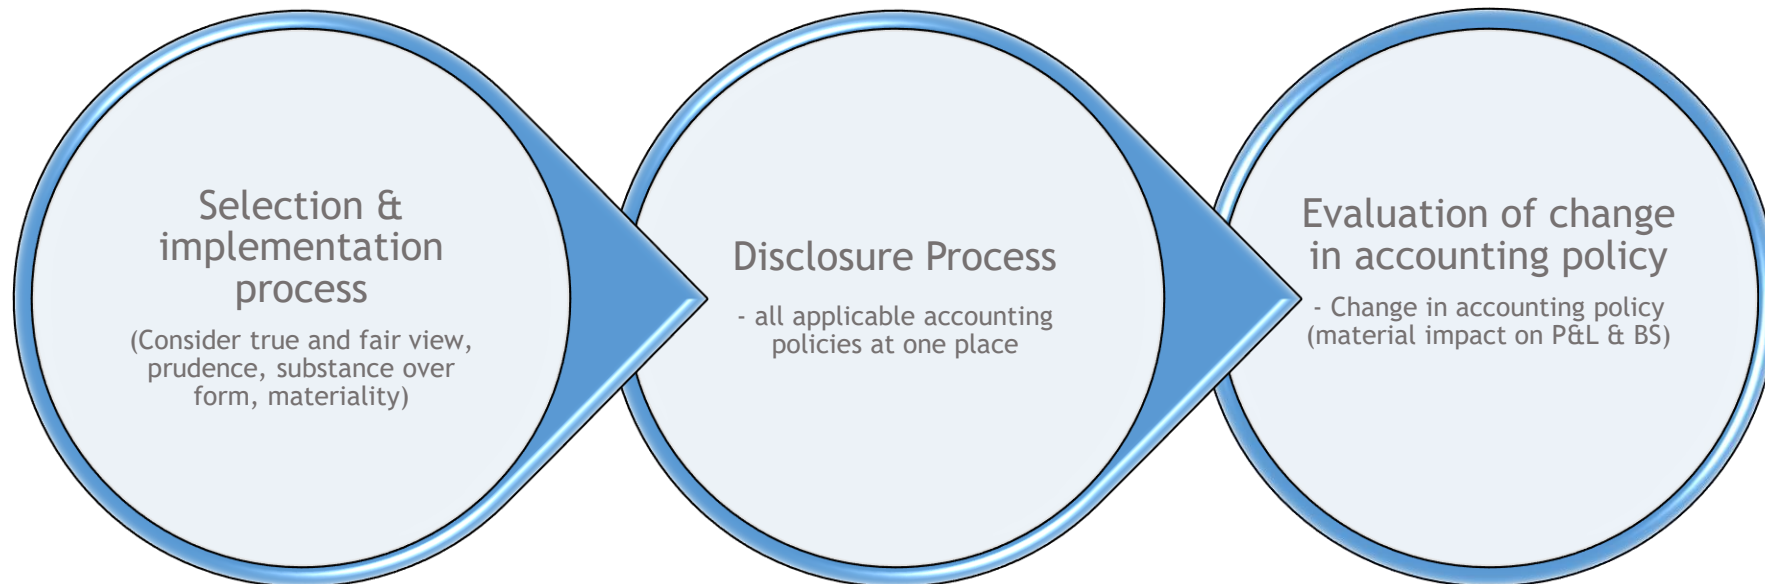 Selection &
implementation
process
(Consider true and fair view,
prudence, substance over
form, materiality)
Disclosure Process
- all applicable accounting
policies at one place
Evaluation of change
in accounting policy
- Change in accounting policy
(material impact on P&L & BS)